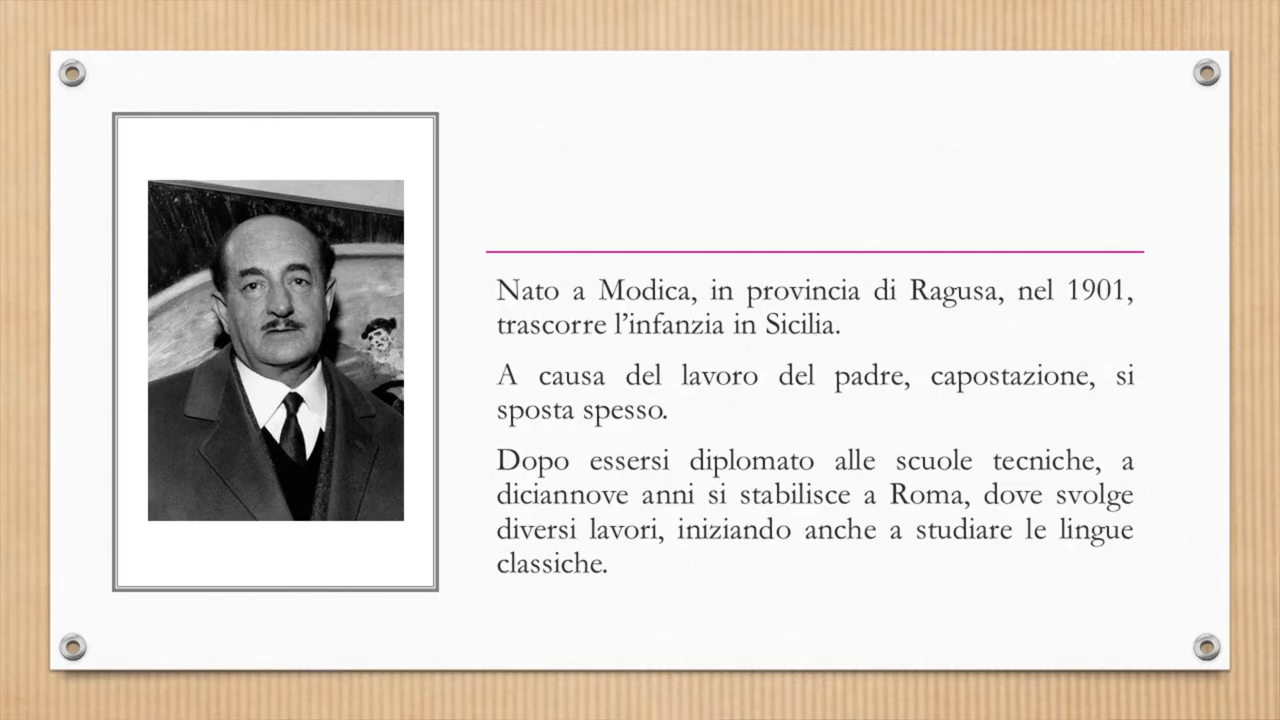 Nato a Modica, in provincia di Ragusa, nel 1901,
trascorre l’infanzia in Sicilia.
A causa del lavoro del padre, capostazione, si
sposta spesso.
Dopo essersi diplomato alle scuole tecniche, a
diciannove anni si stabilisce a Roma, dove svolge
diversi lavori, iniziando anche a studiare le lingue
classiche.